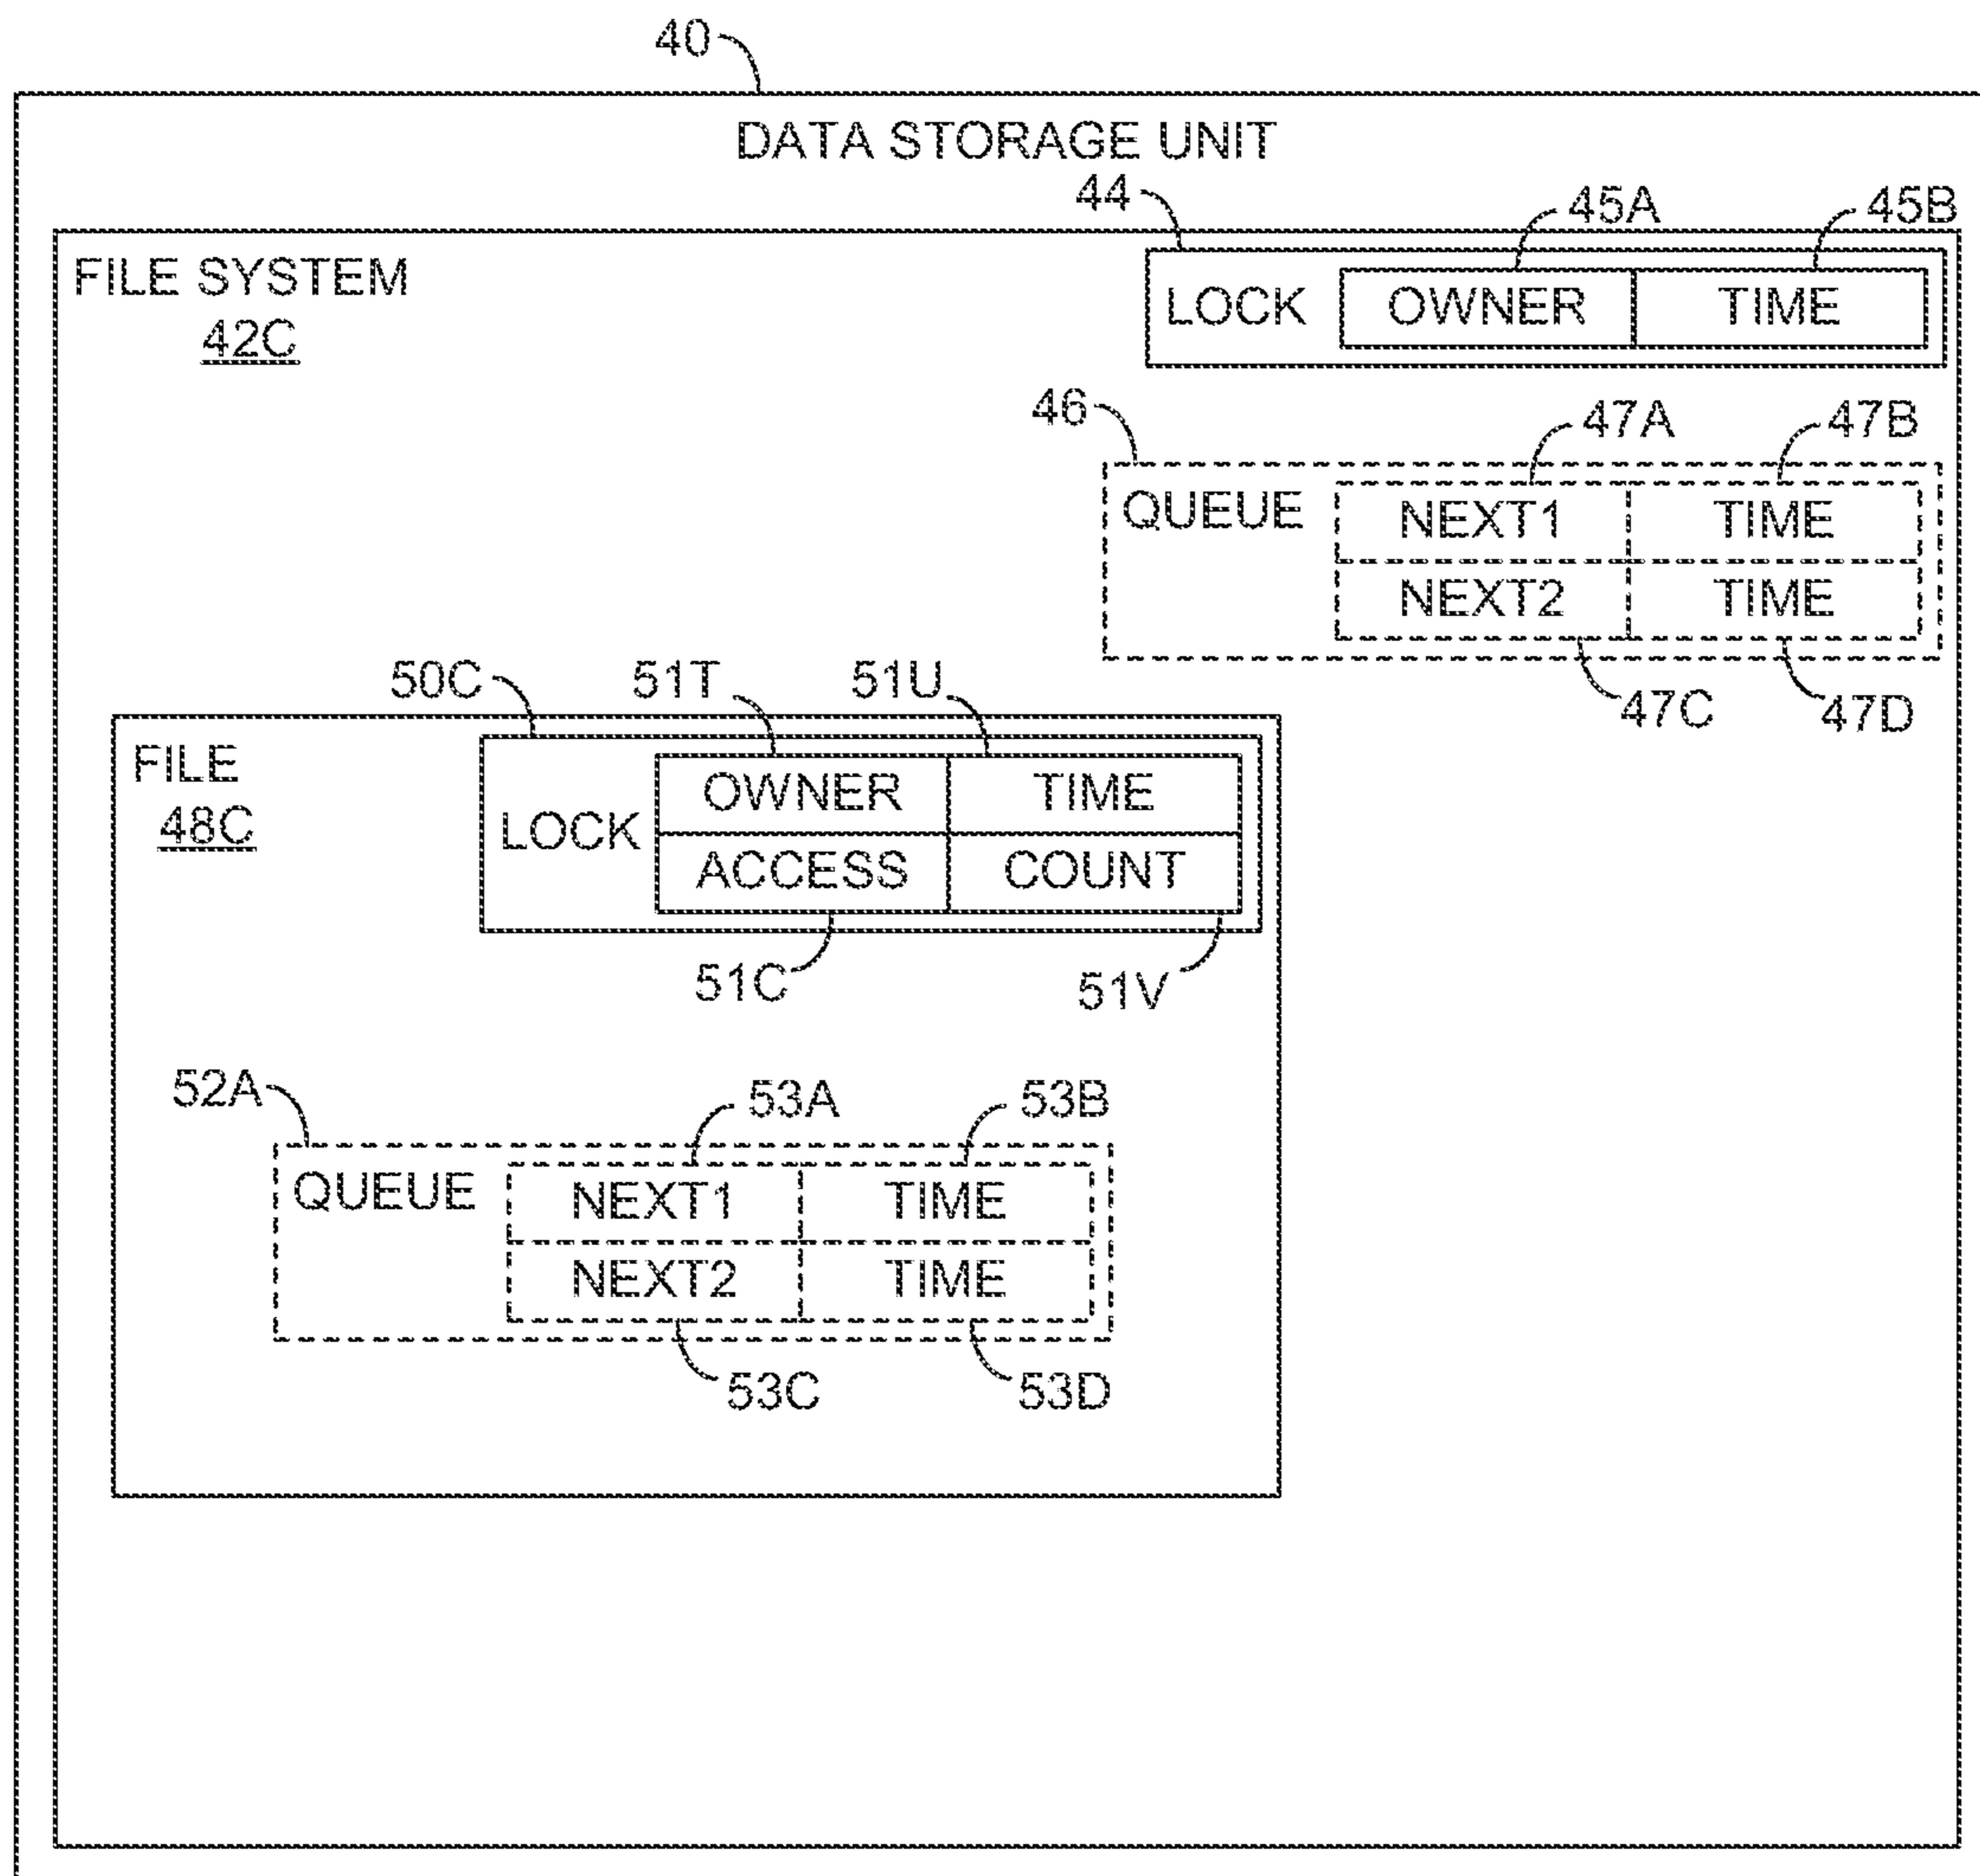 40
DATA STORAGE UNIT
44
45A
45B
FILE SYSTEM
42C
LOCK
OWNER
TIME
46
47A
47B
QUEUE
NEXT1
TIME
NEXT2
TIME
47C
47D
50C
51T
51U
FILE
48C
LOCK
OWNER
TIME
ACCESS
COUNT
51C
51V
52A
53A
53B
QUEUE
NEXT1
TIME
NEXT2
TIME
53C
53D